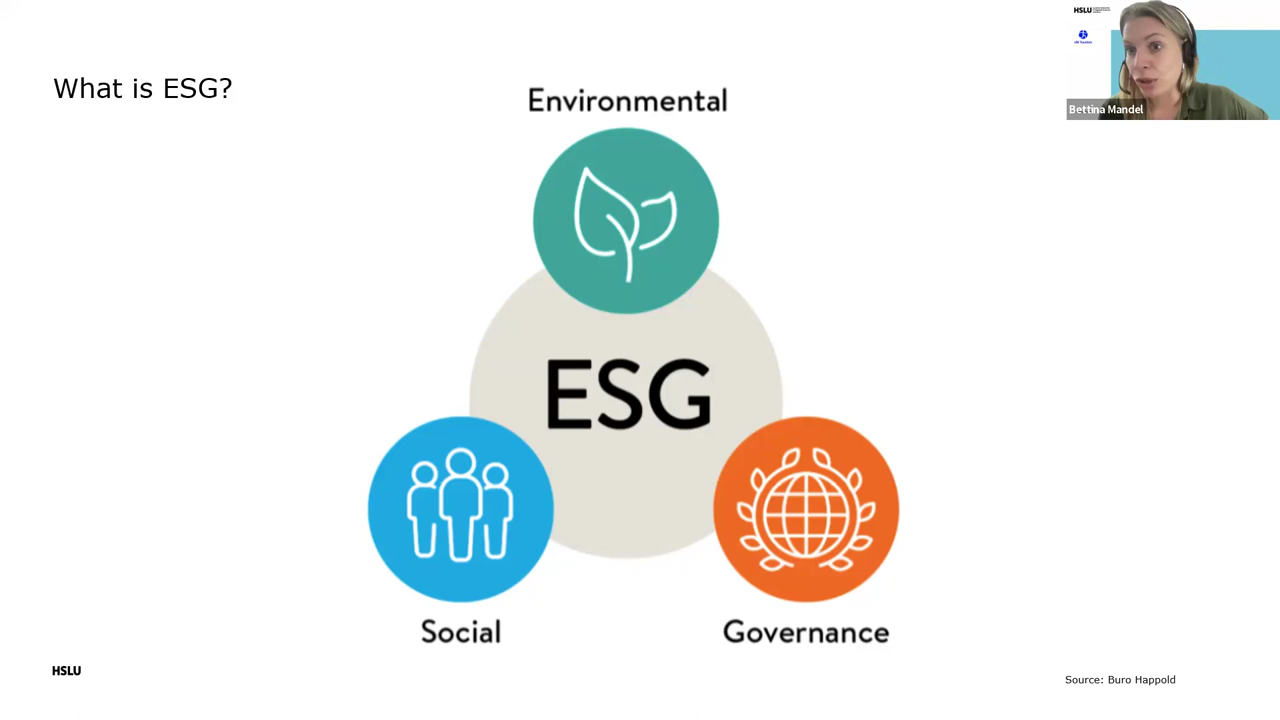 What is ESG?
Environmental
ESG
Social
Governance
HSLU
Source: Buro Happold
HSLU
Bettina Mandel